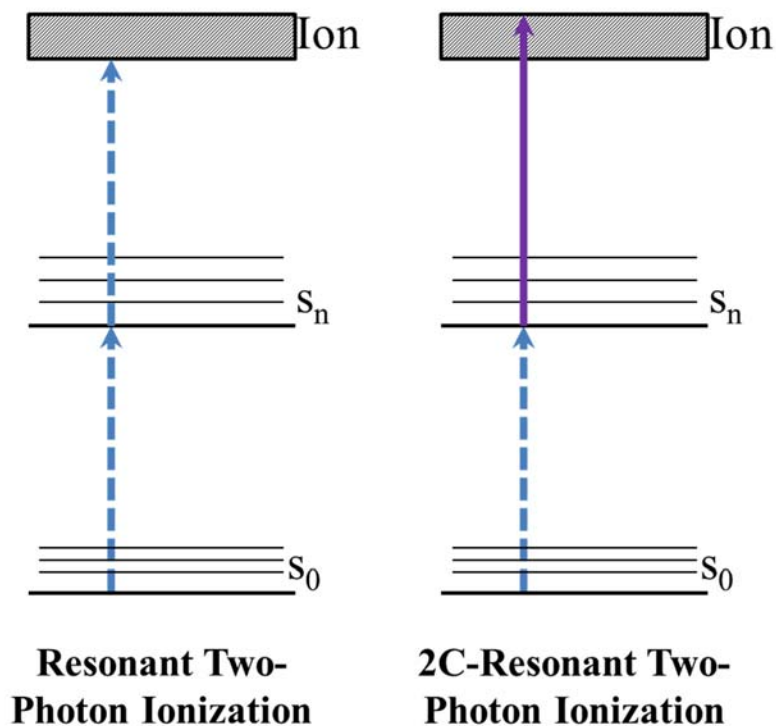 Ion
Ion
Sn
Sn
S0
S0
Resonant Two-
Photon Ionization
2C-Resonant Two-
Photon Ionization